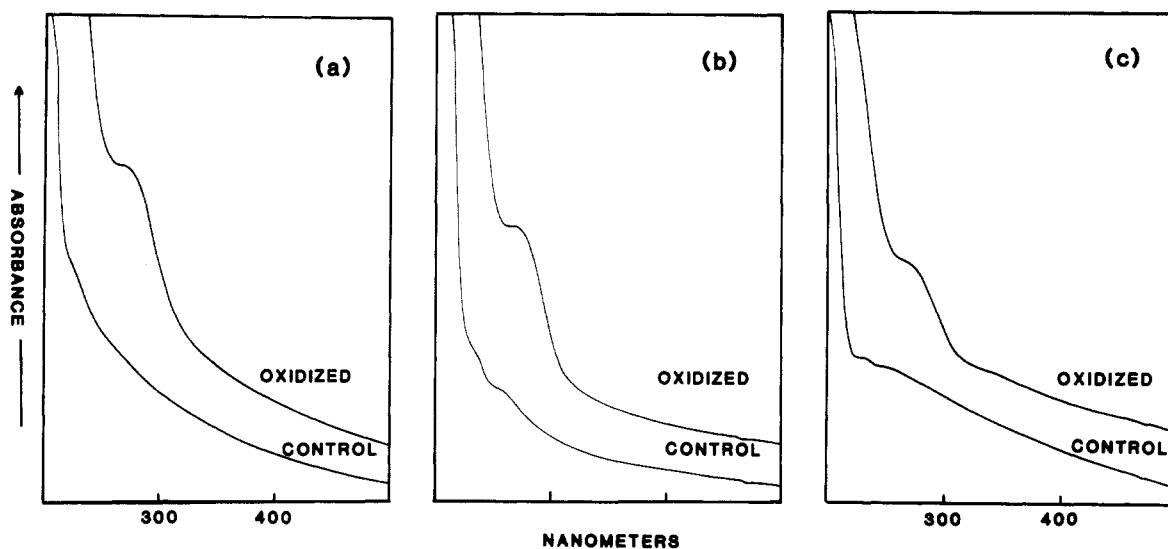 (a)
(b)
(c)
ABSORBANCE
OXIDIZED
OXIDIZED
OXIDIZED
CONTROL
CONTROL
CONTROL
300
400
300
400
NANOMETERS